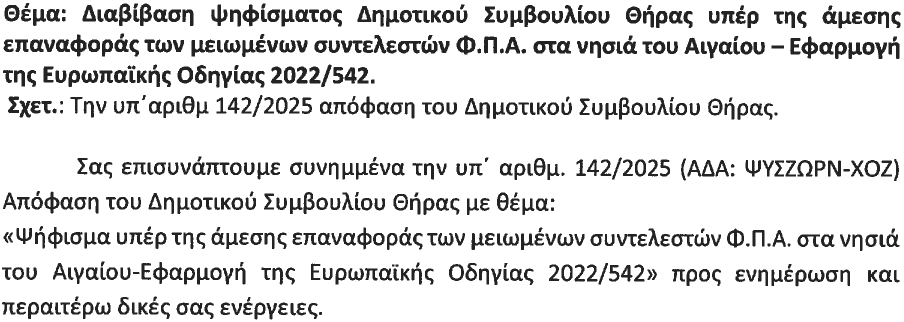 Θέμα: Διαβίβαση ψηφίσματος Δημοτικού Συμβουλίου Θήρας υπέρ της άμεσης
επαναφοράς των μειωμένων συντελεστών Φ.Π.Α. στα νησιά του Αιγαίου – Εφαρμογή
της Ευρωπαϊκής Οδηγίας 2022/542.
Σχετ.: Την υπ΄αριθμ 142/2025 απόφαση του Δημοτικού Συμβουλίου Θήρας.
Σας επισυνάπτουμε συνημμένα την υπ΄ αριθμ. 142/2025 (ΑΔΑ: ΨΥΣΖΩΡΝ-ΧΟΖ)
Απόφαση του Δημοτικού Συμβουλίου Θήρας με θέμα:
«Ψήφισμα υπέρ της άμεσης επαναφοράς των μειωμένων συντελεστών Φ.Π.Α. στα νησιά
του Αιγαίου-Εφαρμογή της Ευρωπαϊκής Οδηγίας 2022/542» προς ενημέρωση και
περαιτέρω δικές σας ενέργειες.